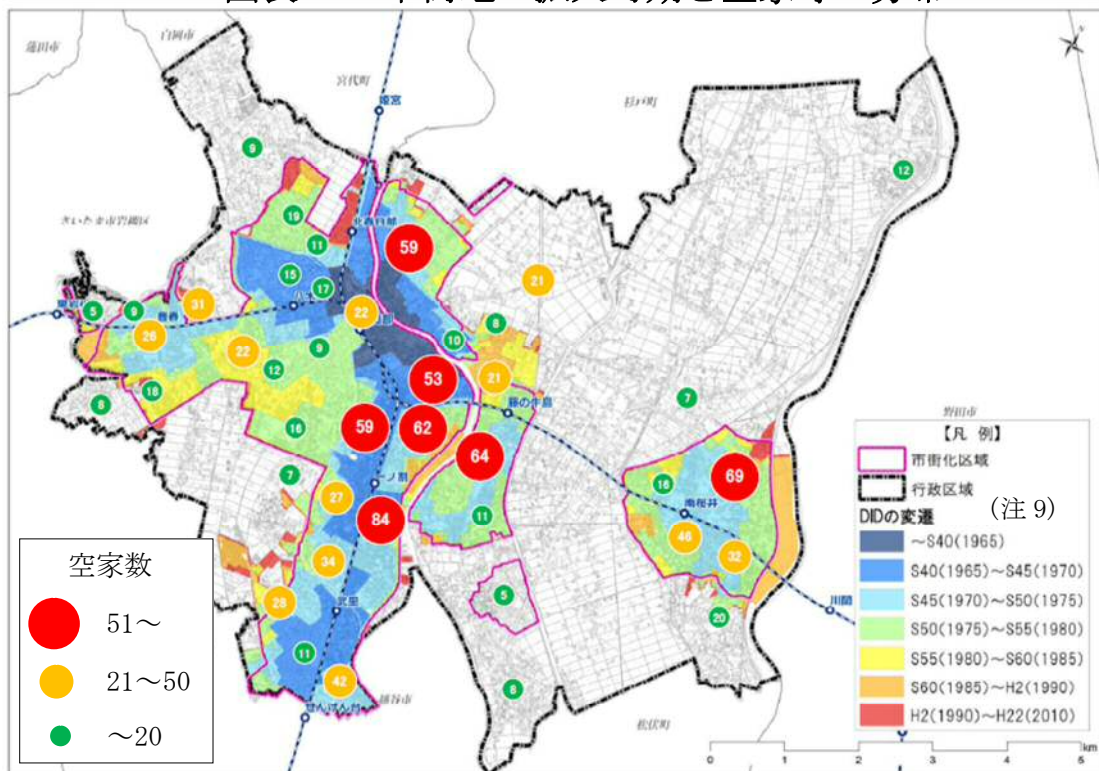 蓮田市
白岡市
宮代町
姫宮
杉戸町
9
12
さいたま市岩槻区
19
北春日部
11
59
15
17
21
5
9
31
豊春
22
8
26
22
9
10
12
53
21
18
8
藤の牛島
7
野田市
59
62
16
64
69
7
一ノ割
27
16
南桜井
84
11
46
32
34
28
武里
5
川間
20
11
42
8
せんげん台
越谷市
松伏町
空家数
51~
21~50
~20
【凡 例】
市街化区域
行政区域
(注 9)
DIDの変遷
~S40(1965)
S40(1965)~S45(1970)
S45(1970)~S50(1975)
S50(1975)~S55(1980)
S55(1980)~S60(1985)
S60(1985)~H2(1990)
H2(1990)~H22(2010)
km
0 1 2 3 4 5